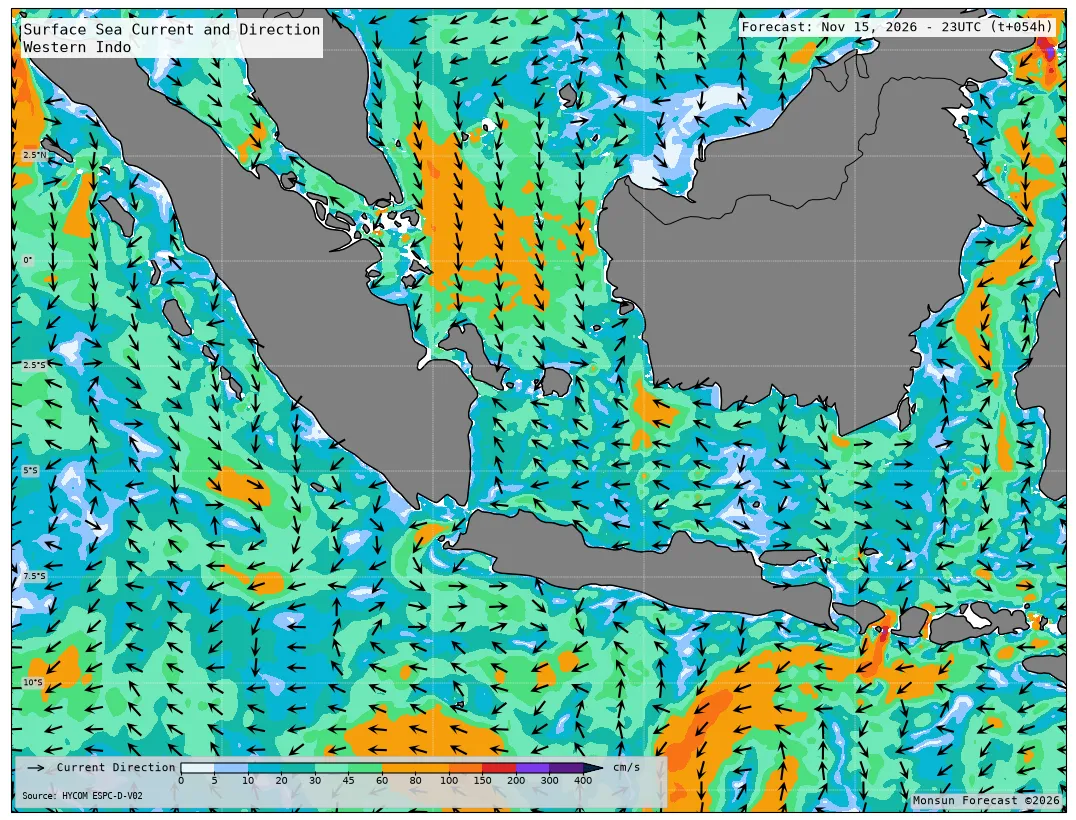 Surface Sea Current and Direction
Western Indo
Forecast: Nov 15, 2026 - 23UTC (t+054h)
2.5°N
0°
2.5°S
5°S
7.5°S
10°S
Current Direction
0 5 10 20 30 45 60 80 100 150 200 300 400 cm/s
Source: HYCOM ESPC-D-V02
Monsun Forecast ©2026